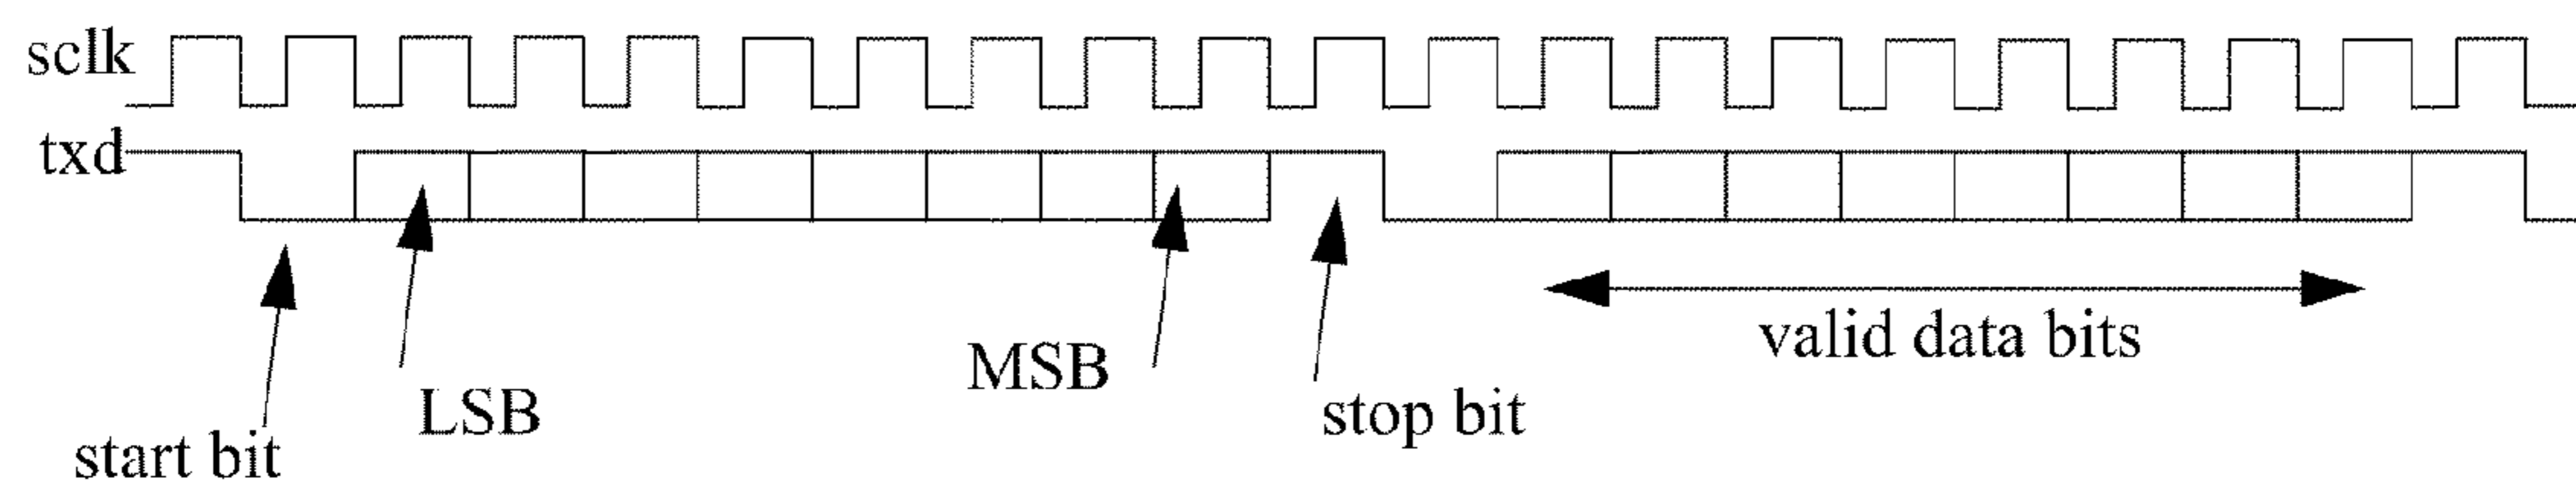 sclk
txd
valid data bits
MSB
LSB
stop bit
start bit